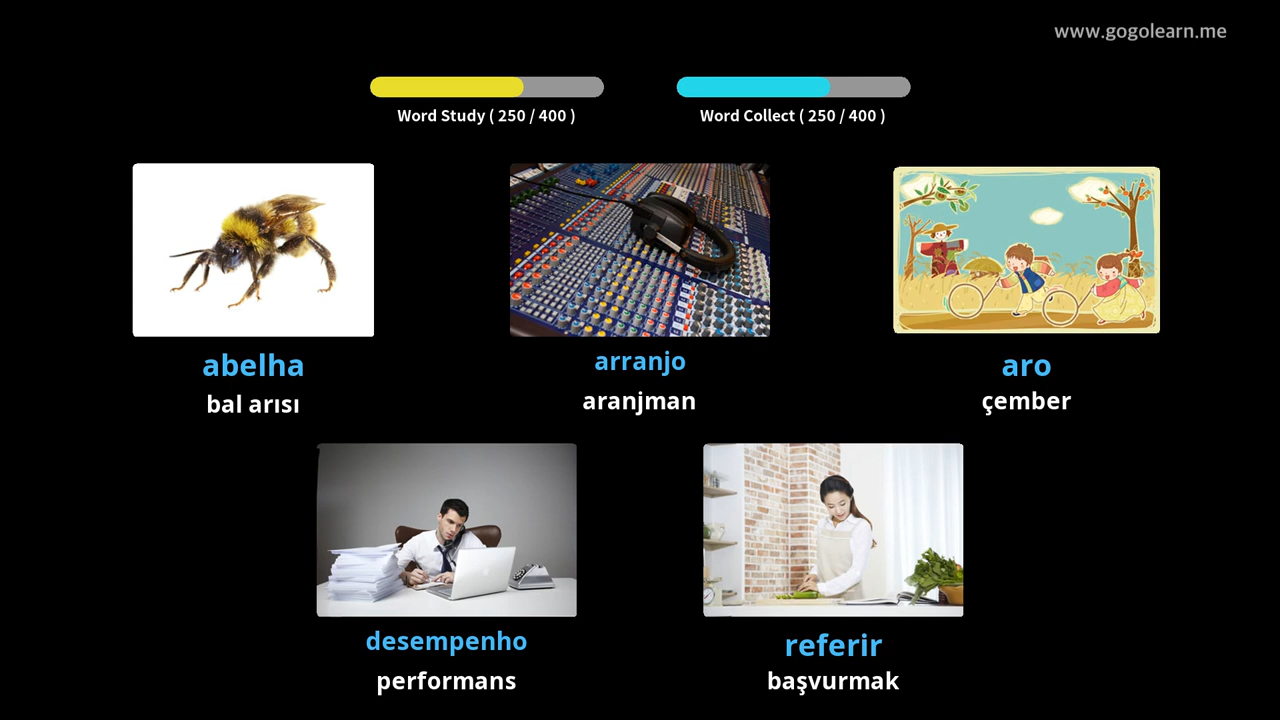 www.gogolearn.me
Word Study ( 250 / 400 )
Word Collect ( 250 / 400 )
abelha
bal arısı
arranjo
aranjman
aro
çember
desempenho
performans
referir
başvurmak